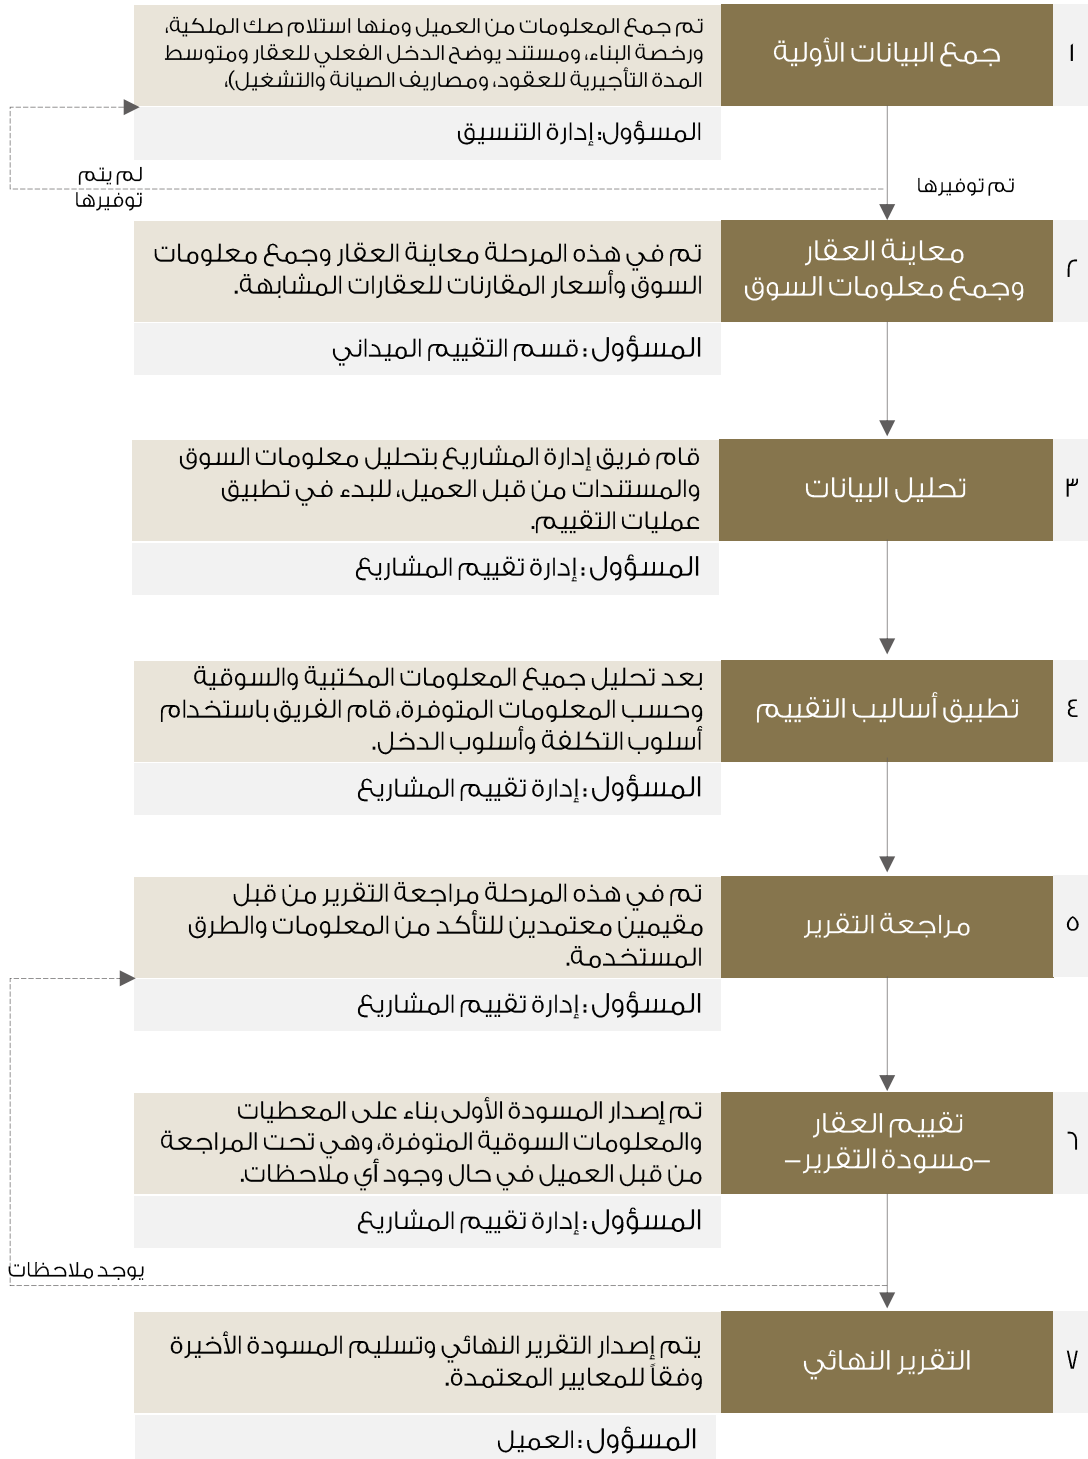 ١
جمع البيانات الأولية
تم جمع المعلومات من العميل ومنها استلام صك الملكية،
ورخصة البناء، ومستند يوضح الدخل الفعلي للعقار ومتوسط
المدة التأجيرية للعقود، ومصاريف الصيانة والتشغيل)،
المسؤول: إدارة التنسيق
تم توفيرها
لم يتم
توفيرها
٢
معاينة العقار
وجمع معلومات السوق
تم في هذه المرحلة معاينة العقار وجمع معلومات
السوق وأسعار المقارنات للعقارات المشابهة.
المسؤول : قسم التقييم الميداني
٣
تحليل البيانات
قام فريق إدارة المشاريع بتحليل معلومات السوق
والمستندات من قبل العميل، للبدء في تطبيق
عمليات التقييم.
المسؤول : إدارة تقييم المشاريع
٤
تطبيق أساليب التقييم
بعد تحليل جميع المعلومات المكتبية والسوقية
وحسب المعلومات المتوفرة، قام الفريق باستخدام
أسلوب التكلفة وأسلوب الدخل.
المسؤول : إدارة تقييم المشاريع
٥
مراجعة التقرير
تم في هذه المرحلة مراجعة التقرير من قبل
مقيمين معتمدين للتأكد من المعلومات والطرق
المستخدمة.
المسؤول : إدارة تقييم المشاريع
٦
تقييم العقار
–مسودة التقرير–
تم إصدار المسودة الأولى بناء على المعطيات
والمعلومات السوقية المتوفرة، وهي تحت المراجعة
من قبل العميل في حال وجود أي ملاحظات.
المسؤول : إدارة تقييم المشاريع
يوجد ملاحظات
٧
التقرير النهائي
يتم إصدار التقرير النهائي وتسليم المسودة الأخيرة
وفقاً للمعايير المعتمدة.
المسؤول : العميل